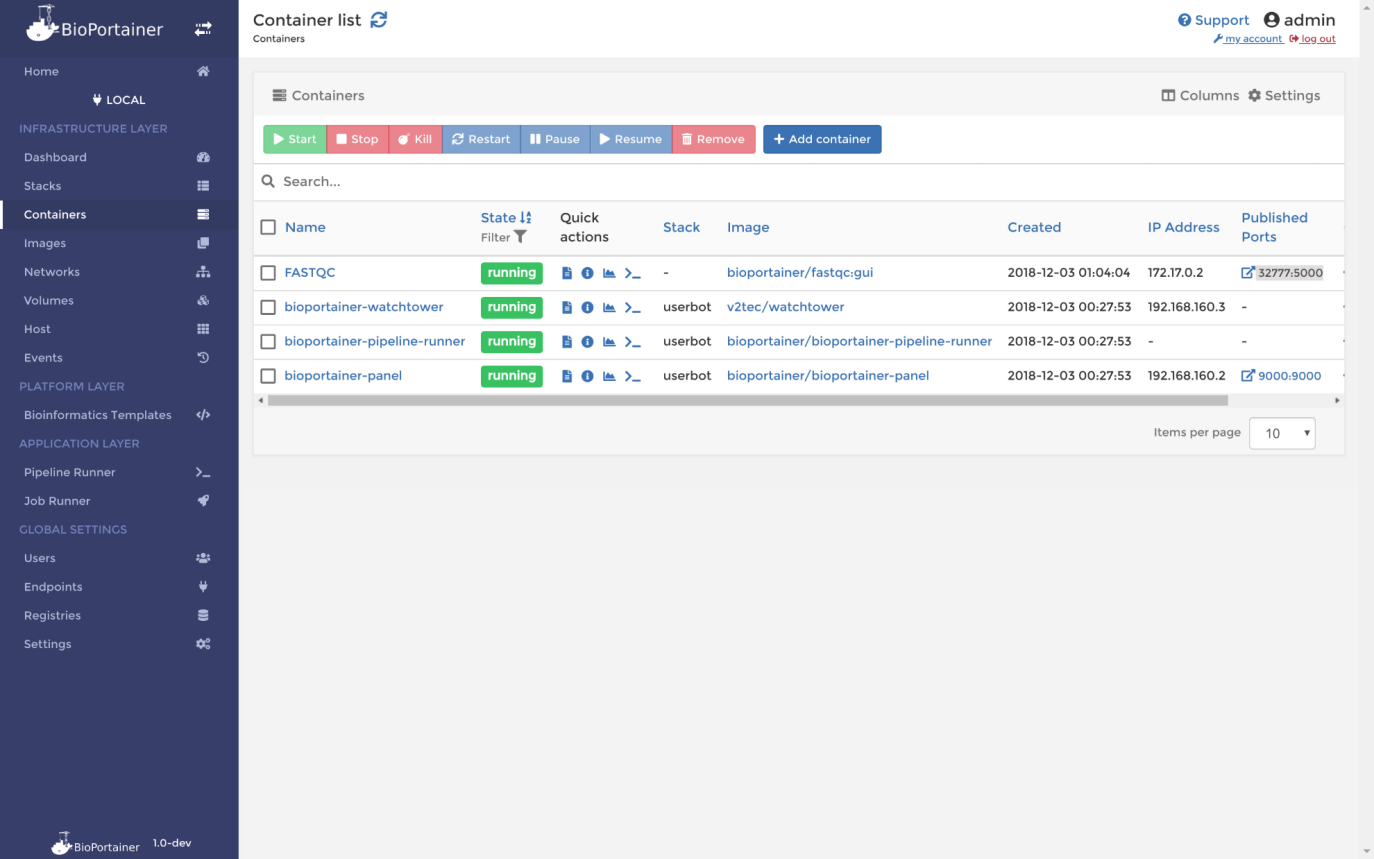 BioPortainer
Home
LOCAL
INFRASTRUCTURE LAYER
Dashboard
Stacks
Containers
Images
Networks
Volumes
Host
Events
PLATFORM LAYER
Bioinformatics Templates
APPLICATION LAYER
Pipeline Runner
Job Runner
GLOBAL SETTINGS
Users
Endpoints
Registries
Settings
BioPortainer 1.0-dev
Container list
Containers
Support admin
my account log out
Containers
Columns Settings
Start Stop Kill Restart Pause Resume Remove Add container
Search...
Name State Filter Quick actions Stack Image Created IP Address Published Ports
FASTQC running - bioportainer/fastqc:gui 2018-12-03 01:04:04 172.17.0.2 32777:5000
bioportainer-watchtower running userbot v2tec/watchtower 2018-12-03 00:27:53 192.168.160.3 -
bioportainer-pipeline-runner running userbot bioportainer/bioportainer-pipeline-runner 2018-12-03 00:27:53 - -
bioportainer-panel running userbot bioportainer/bioportainer-panel 2018-12-03 00:27:53 192.168.160.2 9000:9000
Items per page 10